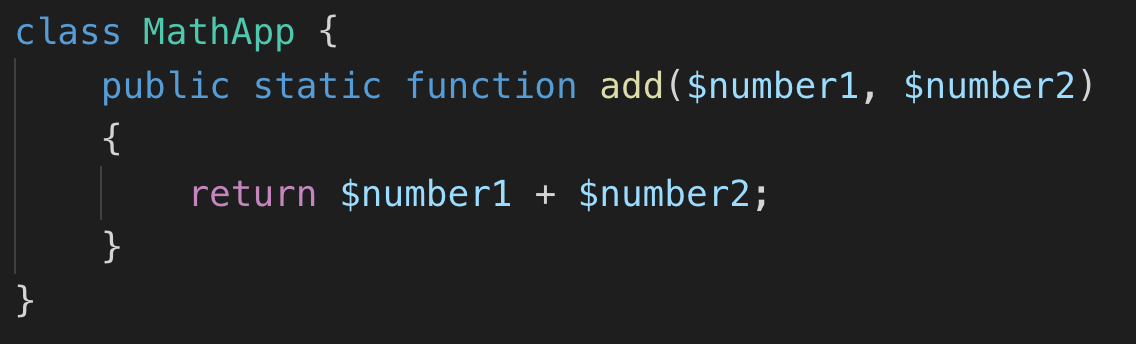 class MathApp {
    public static function add($number1, $number2)
    {
        return $number1 + $number2;
    }
}